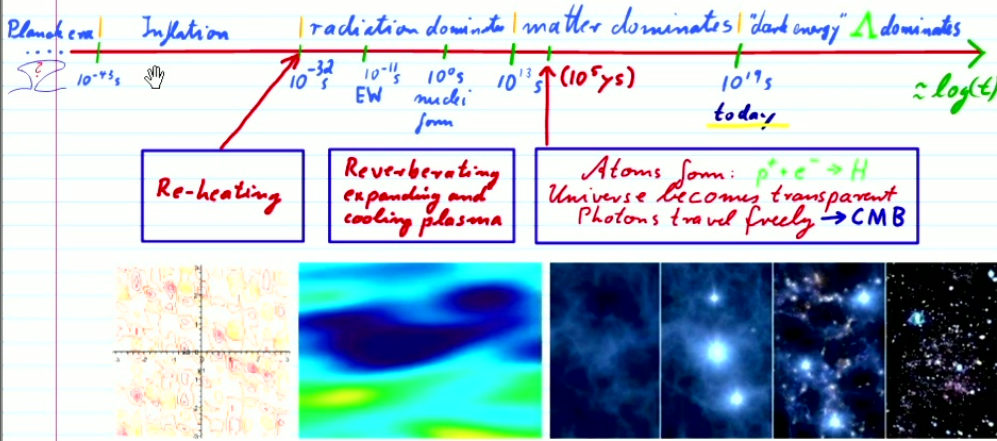 Planck era | Inflation | radiation dominates | matter dominates | "dark energy" Λ dominates
?
10⁻⁴³s 10⁻³²s 10⁻¹¹s 10⁰s 10¹³s (10⁵ys) 10¹⁹s ≈ log(t)
EW nuclei form today
Re-heating
Reverberating
expanding and
cooling plasma
Atoms form: p⁺ + e⁻ → H
Universe becomes transparent
Photons travel freely → CMB